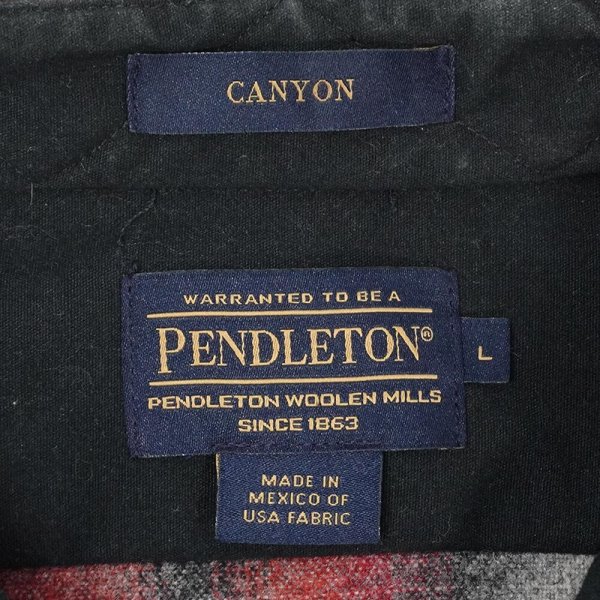 CANYON
WARRANTED TO BE A
PENDLETON®
PENDLETON WOOLEN MILLS
SINCE 1863
L
MADE IN
MEXICO OF
USA FABRIC